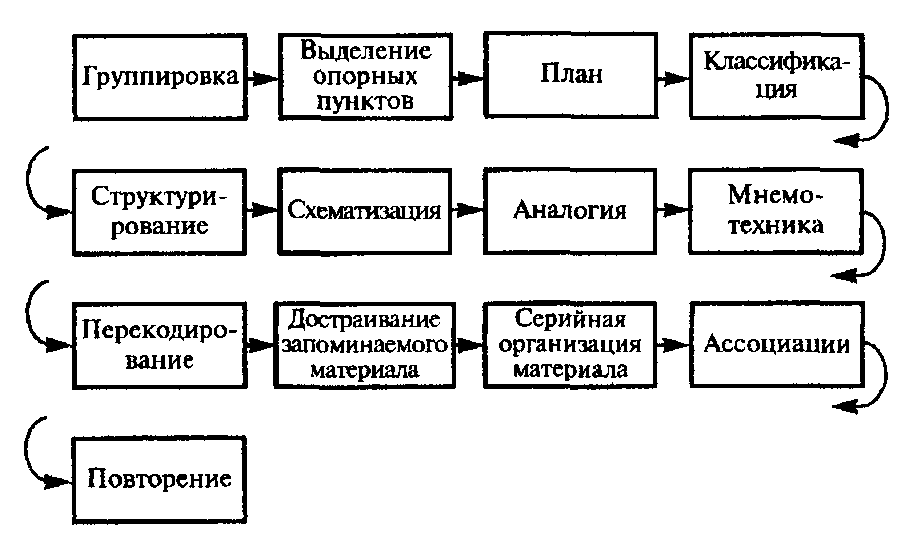 Группировка
Выделение
опорных
пунктов
План
Классифика-
ция
Структури-
рование
Схематизация
Аналогия
Мнемо-
техника
Перекодиро-
вание
Достраивание
запоминаемого
материала
Серийная
организация
материала
Ассоциации
Повторение